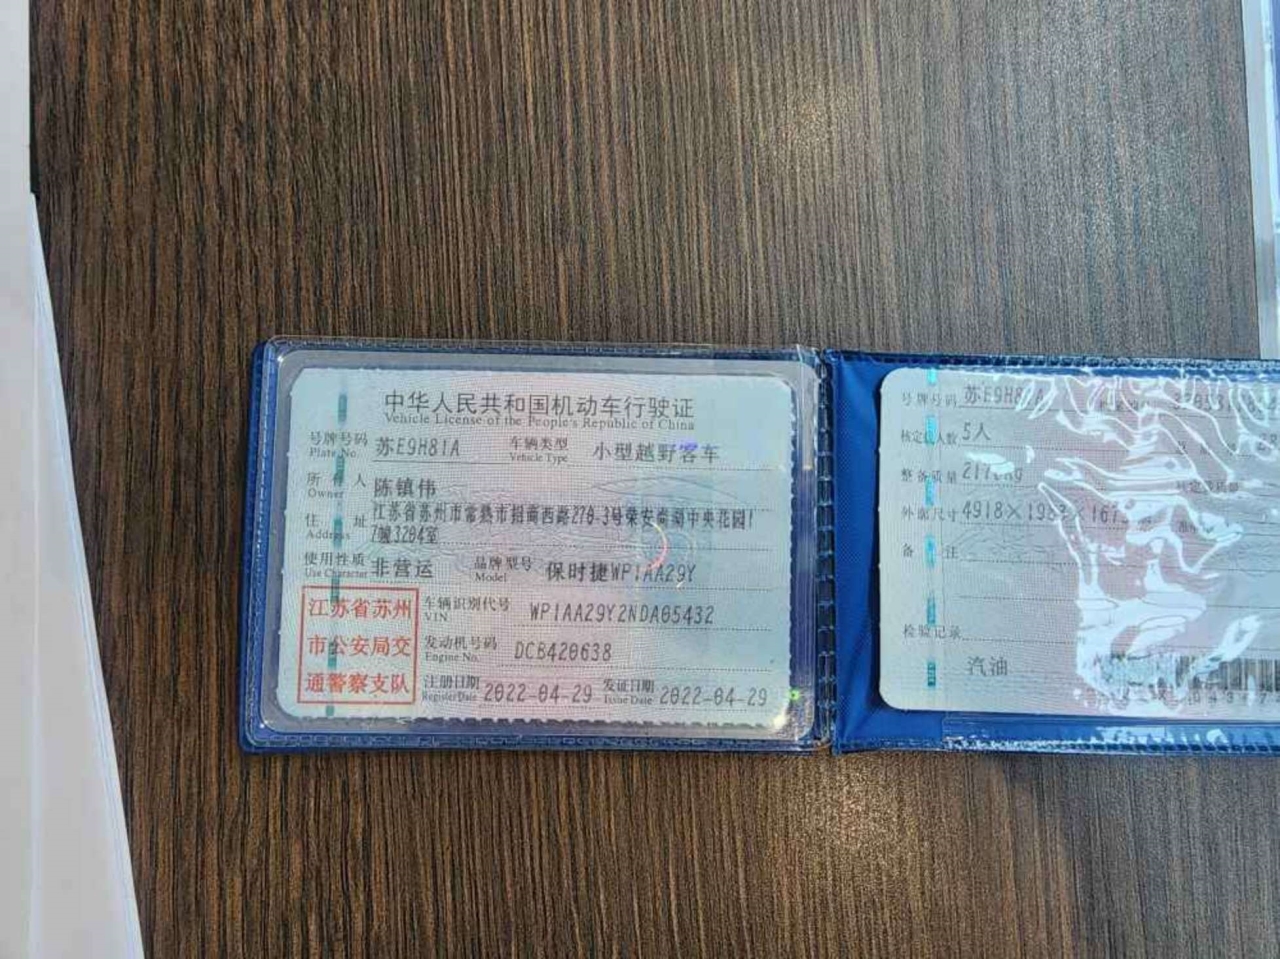 中华人民共和国机动车行驶证
Vehicle License of the People's Republic of China
号牌号码 苏E9H81A 车辆类型 小型越野客车
Plate No. Vehicle Type
所有人 陈镇伟
Owner
住址 江苏省苏州市常熟市招商西路270-3号荣安尚湖中央花园1
Address 7幢3204室
使用性质 非营运 品牌型号 保时捷WP1AA29Y
Use Character Model
江苏省苏州
市公安局交
通警察支队
车辆识别代号 WP1AA29Y2NDA05432
VIN
发动机号码 DCB420638
Engine No.
注册日期 2022-04-29 发证日期 2022-04-29
Register Date Issue Date
号牌号码 苏E9H81A
核定载人数 5人
整备质量
外廓尺寸
备注
检验记录
汽油